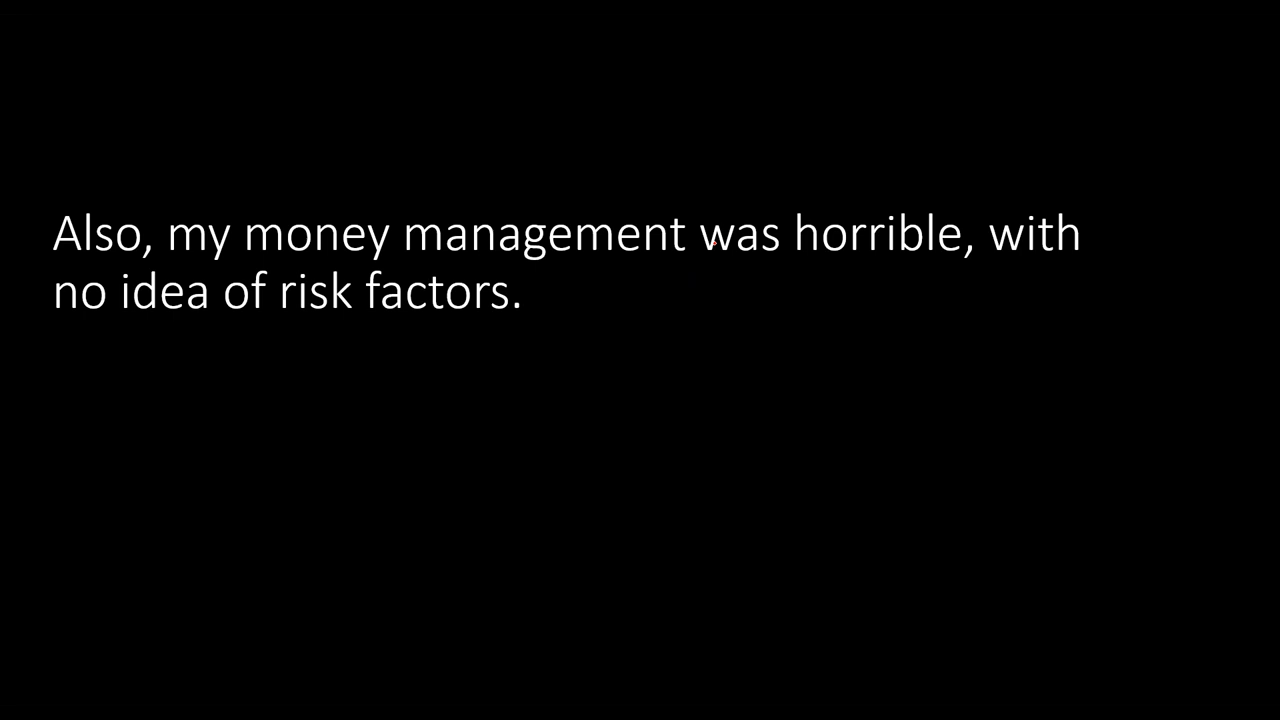 Also, my money management was horrible, with
no idea of risk factors.